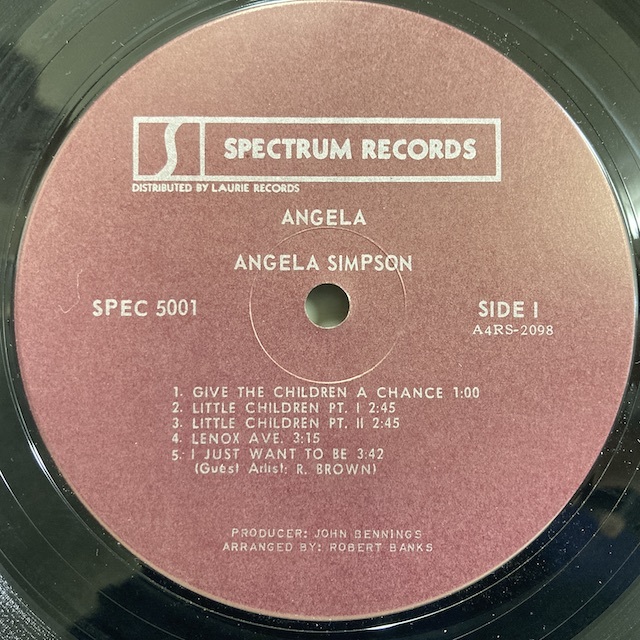 S SPECTRUM RECORDS
DISTRIBUTED BY LAURIE RECORDS
ANGELA
ANGELA SIMPSON
SPEC 5001
SIDE I
A4RS-2098
1. GIVE THE CHILDREN A CHANCE 1:00
2. LITTLE CHILDREN PT. I 2:45
3. LITTLE CHILDREN PT. II 2:45
4. LENOX AVE. 3:15
5. I JUST WANT TO BE 3:42
(Guest Artist: R. BROWN)
PRODUCER: JOHN BENNINGS
ARRANGED BY: ROBERT BANKS